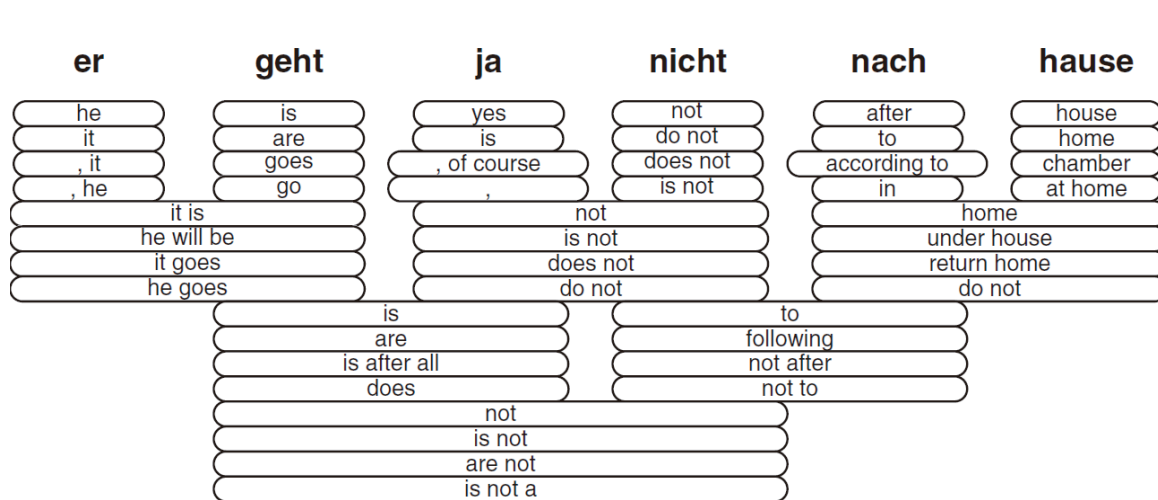 er geht ja nicht nach hause
he is yes not after house
it are is do not to home
, it goes , of course does not according to chamber
, he go , is not in at home
it is not home
he will be is not under house
it goes does not return home
he goes do not do not
is to
are following
is after all not after
does not to
not
is not
are not
is not a